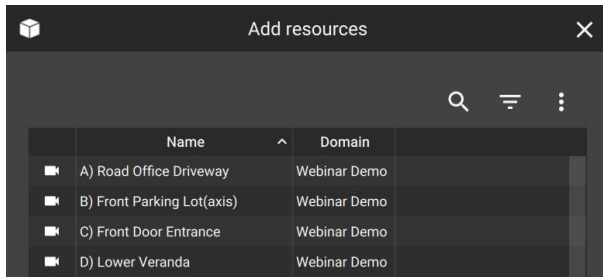 Add resources
Name Domain
A) Road Office Driveway Webinar Demo
B) Front Parking Lot(axis) Webinar Demo
C) Front Door Entrance Webinar Demo
D) Lower Veranda Webinar Demo